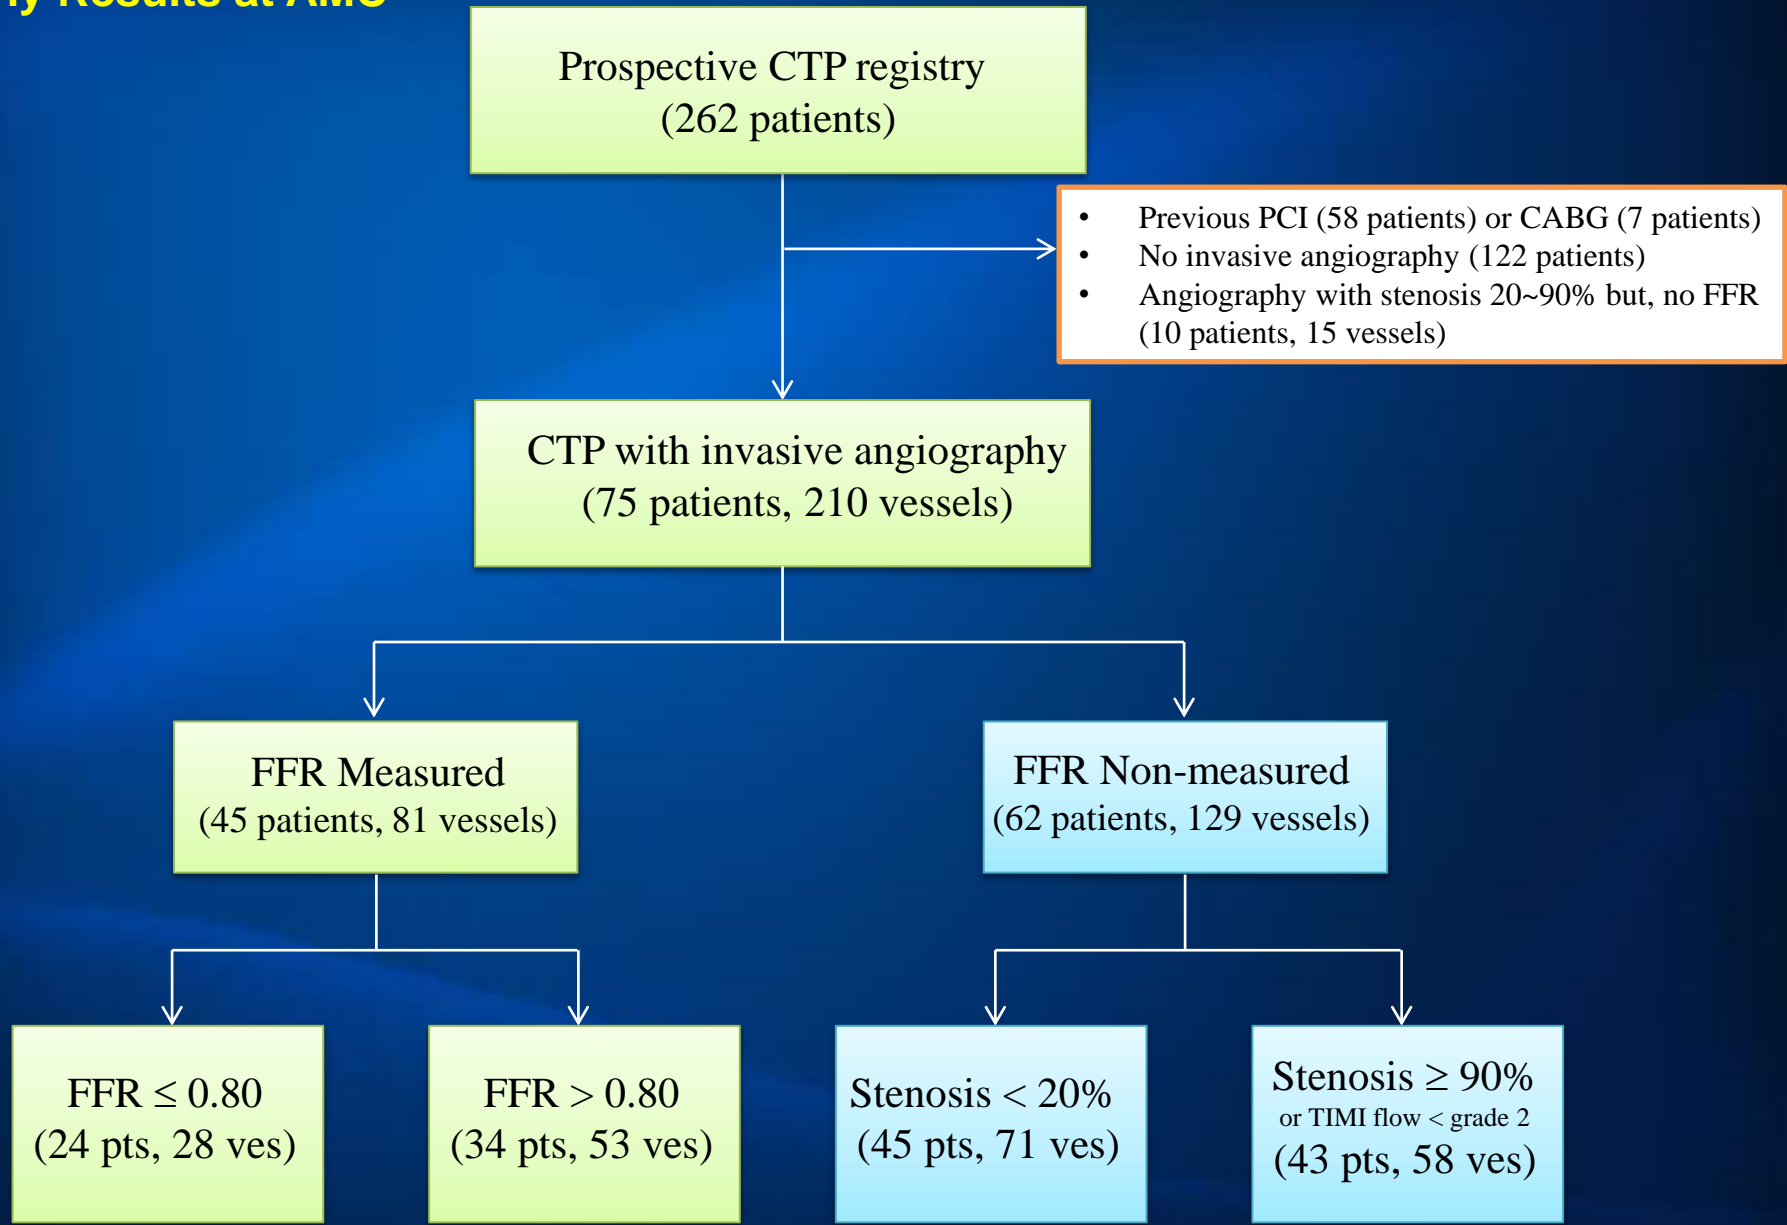 Results at AMC
Prospective CTP registry
(262 patients)
• Previous PCI (58 patients) or CABG (7 patients)
• No invasive angiography (122 patients)
• Angiography with stenosis 20~90% but, no FFR
(10 patients, 15 vessels)
CTP with invasive angiography
(75 patients, 210 vessels)
FFR Measured
(45 patients, 81 vessels)
FFR Non-measured
(62 patients, 129 vessels)
FFR ≤ 0.80
(24 pts, 28 ves)
FFR > 0.80
(34 pts, 53 ves)
Stenosis < 20%
(45 pts, 71 ves)
Stenosis ≥ 90%
or TIMI flow < grade 2
(43 pts, 58 ves)